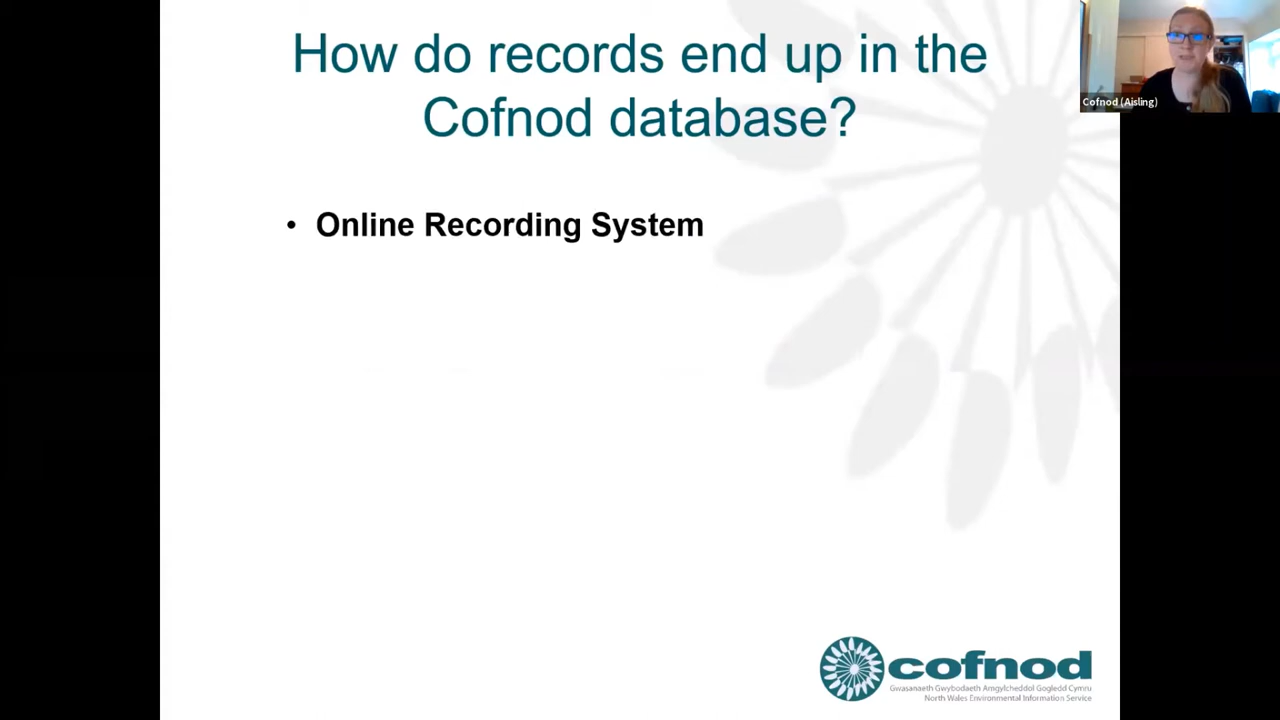 How do records end up in the
Cofnod database?
Cofnod (Aisling)
• Online Recording System
cofnod
Gwasanaeth Gwybodaeth Amgylcheddol Gogledd Cymru
North Wales Environmental Information Service